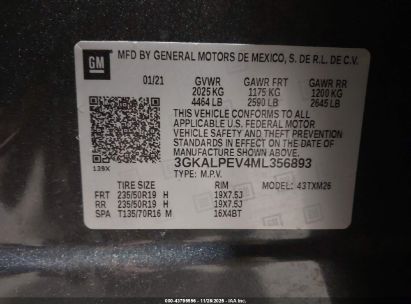 GM
MFD BY GENERAL MOTORS DE MEXICO, S. DE R.L. DE C.V.
01/21 GVWR GAWR FRT GAWR RR
2025 KG 1175 KG 1200 KG
4464 LB 2590 LB 2645 LB
THIS VEHICLE CONFORMS TO ALL
APPLICABLE U.S. FEDERAL MOTOR
VEHICLE SAFETY, BUMPER, AND THEFT
PREVENTION STANDARDS IN EFFECT ON THE DATE
OF MANUFACTURE SHOWN ABOVE.
3GKALPEV4ML356893
139X TYPE: M.P.V.
TIRE SIZE RIM MODEL: 43TXM26
FRT 235/50R19 H 19X7.5J
RR 235/50R19 H 19X7.5J
SPA T135/70R16 M 16X4BT